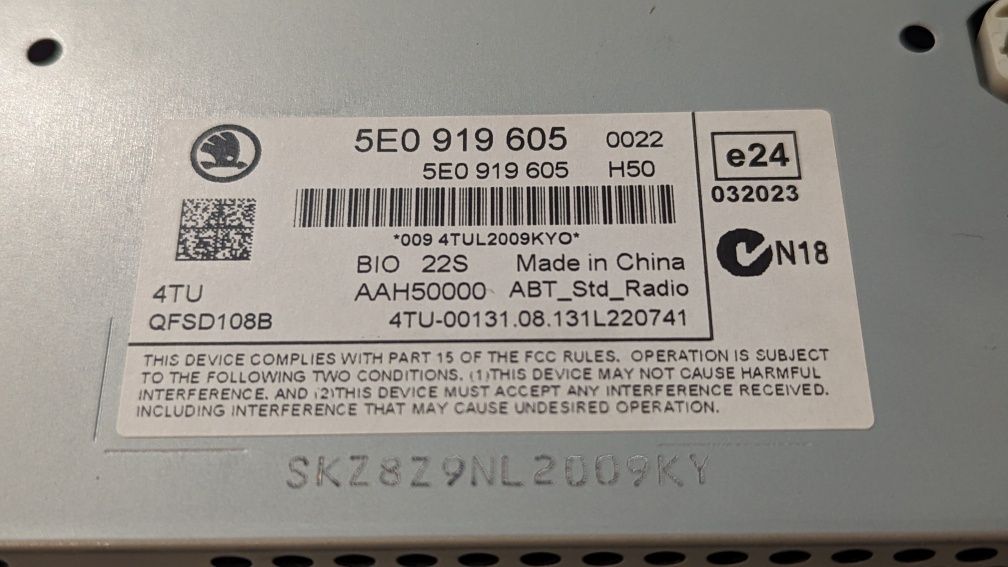 5E0 919 605 0022
5E0 919 605 H50
*009 4TUL2009KYO*
BIO 22S Made in China
4TU AAH50000 ABT_Std_Radio
QFSD108B 4TU-00131.08.131L220741
e24
032023
N18
THIS DEVICE COMPLIES WITH PART 15 OF THE FCC RULES. OPERATION IS SUBJECT
TO THE FOLLOWING TWO CONDITIONS. (1)THIS DEVICE MAY NOT CAUSE HARMFUL
INTERFERENCE. AND (2)THIS DEVICE MUST ACCEPT ANY INTERFERENCE RECEIVED.
INCLUDING INTERFERENCE THAT MAY CAUSE UNDESIRED OPERATION.
SKZ8Z9NL2009KY